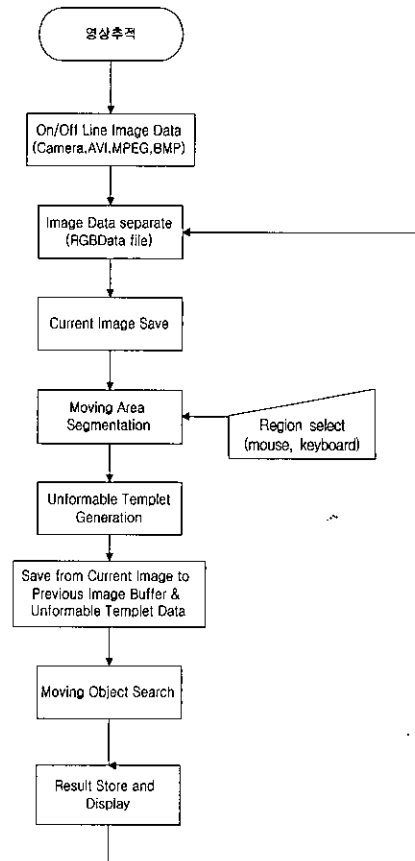 영상추적
On/Off Line Image Data
(Camera,AVI,MPEG,BMP)
Image Data separate
(RGBData file)
Current Image Save
Moving Area
Segmentation
Region select
(mouse, keyboard)
Unformable Templet
Generation
Save from Current Image to
Previous Image Buffer &
Unformable Templet Data
Moving Object Search
Result Store and
Display